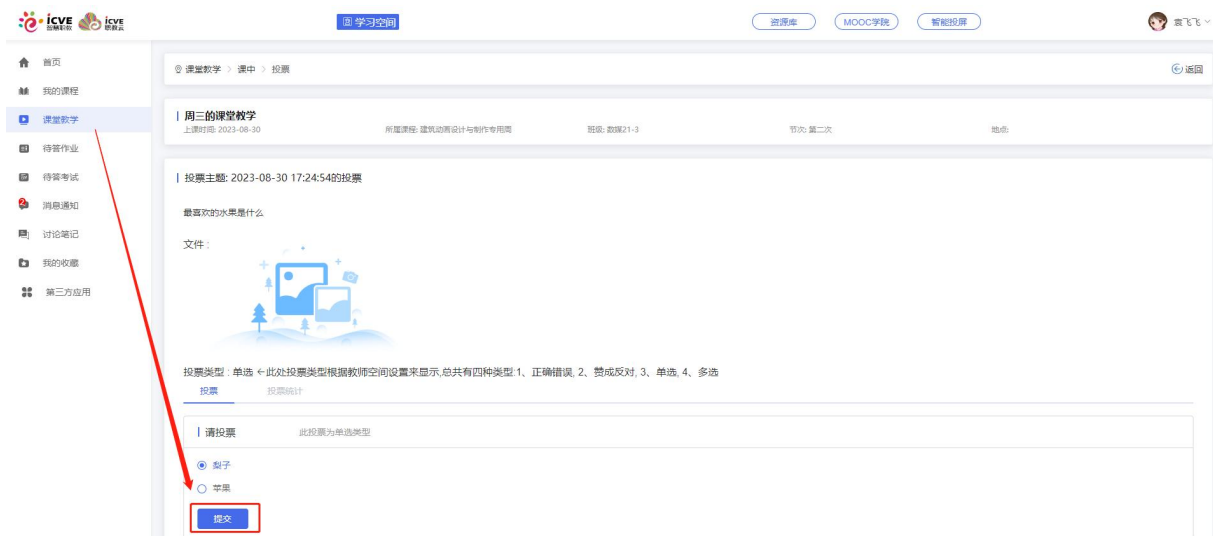 icve 智慧职教 icve 职教云 学习空间 资源库 MOOC学院 智能投屏 袁飞飞
首页
我的课程
课堂教学
待答作业
待答考试
2
消息通知
讨论笔记
我的收藏
第三方应用
课堂教学 > 课中 > 投票 返回
周三的课堂教学
上课时间: 2023-08-30 所属课程: 建筑动画设计与制作专用周 班级: 数媒21-3 节次: 第二次 地点:
投票主题: 2023-08-30 17:24:54的投票
最喜欢的水果是什么
文件 :
投票类型 : 单选 ←此处投票类型根据教师空间设置来显示,总共有四种类型:1、正确错误, 2、赞成反对, 3、单选, 4、多选
投票 投票统计
请投票 此投票为单选类型
梨子
苹果
提交